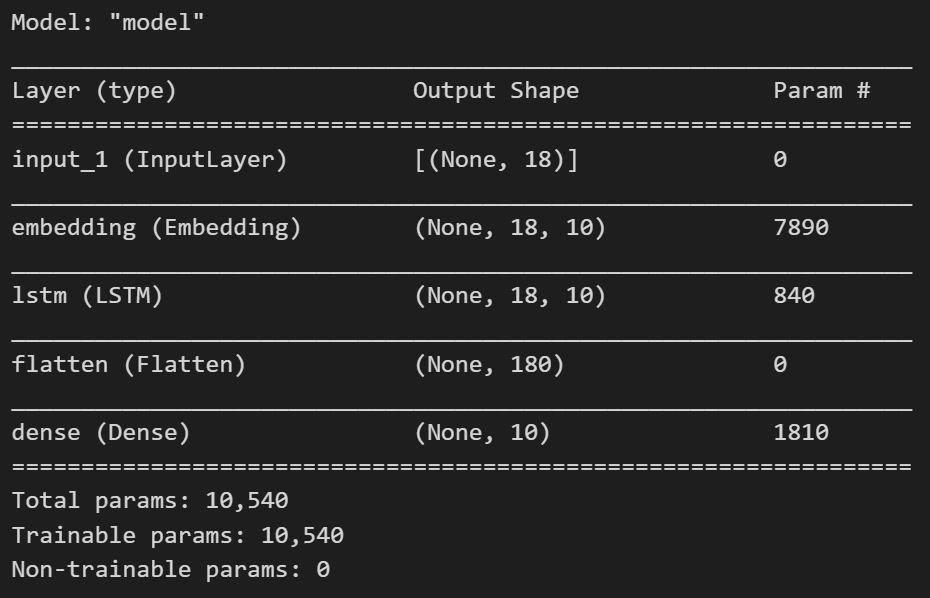 Model: "model"
Layer (type) Output Shape Param #
input_1 (InputLayer) [(None, 18)] 0
embedding (Embedding) (None, 18, 10) 7890
lstm (LSTM) (None, 18, 10) 840
flatten (Flatten) (None, 180) 0
dense (Dense) (None, 10) 1810
Total params: 10,540
Trainable params: 10,540
Non-trainable params: 0